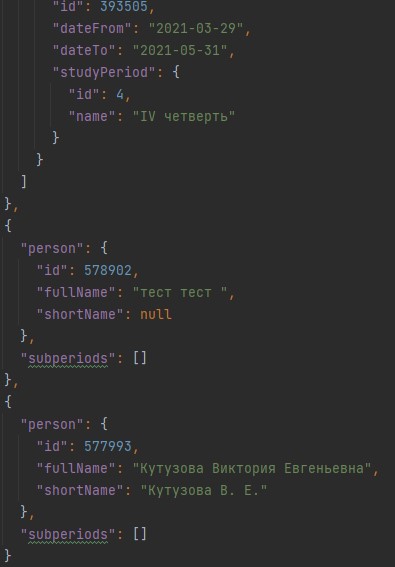 "id": 393505,
"dateFrom": "2021-03-29",
"dateTo": "2021-05-31",
"studyPeriod": {
"id": 4,
"name": "IV четверть"
}
}
]
},
{
"person": {
"id": 578902,
"fullName": "тест тест ",
"shortName": null
},
"subperiods": []
},
{
"person": {
"id": 577993,
"fullName": "Кутузова Виктория Евгеньевна",
"shortName": "Кутузова В. Е."
},
"subperiods": []
}